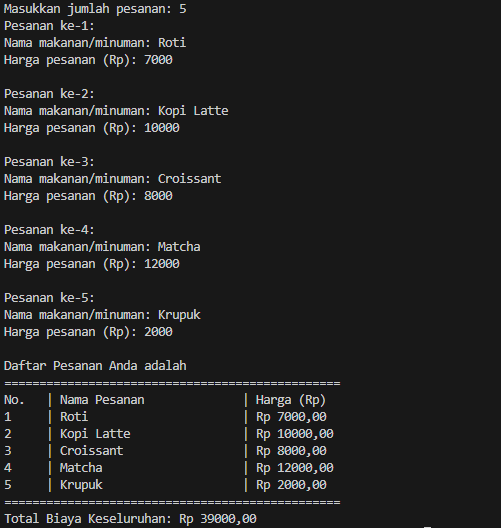 Masukkan jumlah pesanan: 5
Pesanan ke-1:
Nama makanan/minuman: Roti
Harga pesanan (Rp): 7000
Pesanan ke-2:
Nama makanan/minuman: Kopi Latte
Harga pesanan (Rp): 10000
Pesanan ke-3:
Nama makanan/minuman: Croissant
Harga pesanan (Rp): 8000
Pesanan ke-4:
Nama makanan/minuman: Matcha
Harga pesanan (Rp): 12000
Pesanan ke-5:
Nama makanan/minuman: Krupuk
Harga pesanan (Rp): 2000
Daftar Pesanan Anda adalah
================================================
No.   | Nama Pesanan              | Harga (Rp)
1     | Roti                      | Rp 7000,00
2     | Kopi Latte                | Rp 10000,00
3     | Croissant                 | Rp 8000,00
4     | Matcha                    | Rp 12000,00
5     | Krupuk                    | Rp 2000,00
================================================
Total Biaya Keseluruhan: Rp 39000,00